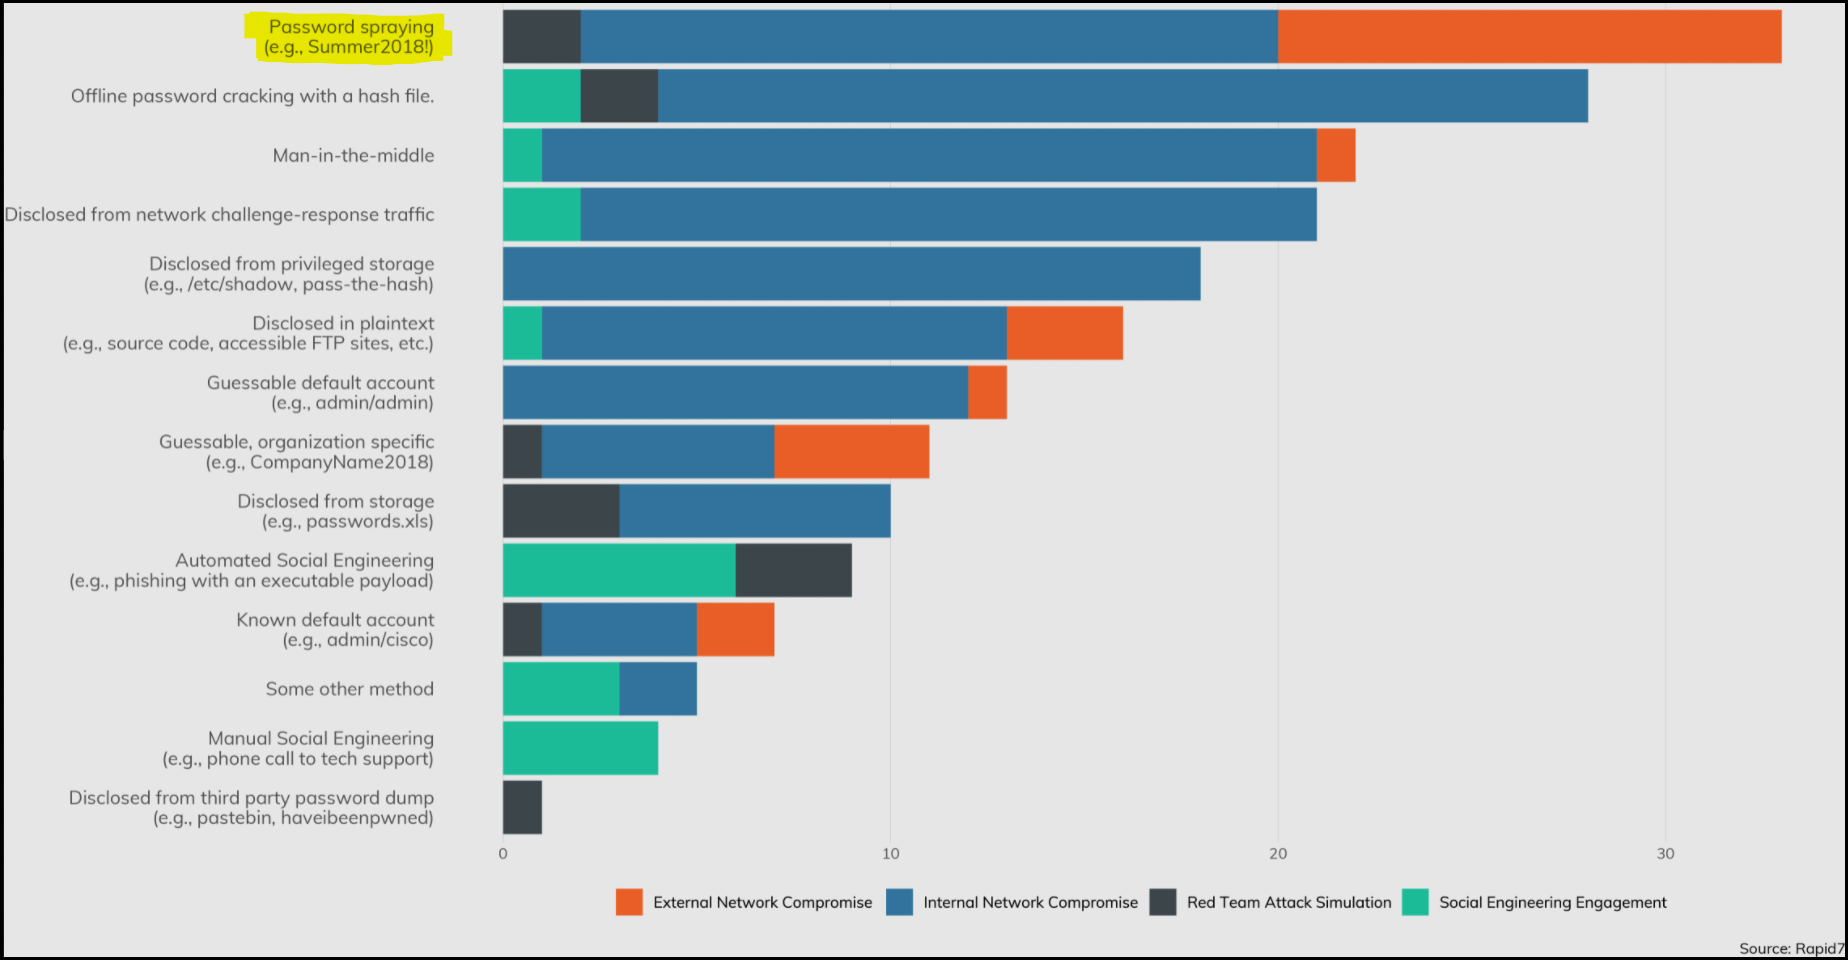 Password spraying
(e.g., Summer2018!)
Offline password cracking with a hash file.
Man-in-the-middle
Disclosed from network challenge-response traffic
Disclosed from privileged storage
(e.g., /etc/shadow, pass-the-hash)
Disclosed in plaintext
(e.g., source code, accessible FTP sites, etc.)
Guessable default account
(e.g., admin/admin)
Guessable, organization specific
(e.g., CompanyName2018)
Disclosed from storage
(e.g., passwords.xls)
Automated Social Engineering
(e.g., phishing with an executable payload)
Known default account
(e.g., admin/cisco)
Some other method
Manual Social Engineering
(e.g., phone call to tech support)
Disclosed from third party password dump
(e.g., pastebin, haveibeenpwned)
0 10 20 30
External Network Compromise Internal Network Compromise Red Team Attack Simulation Social Engineering Engagement
Source: Rapid7